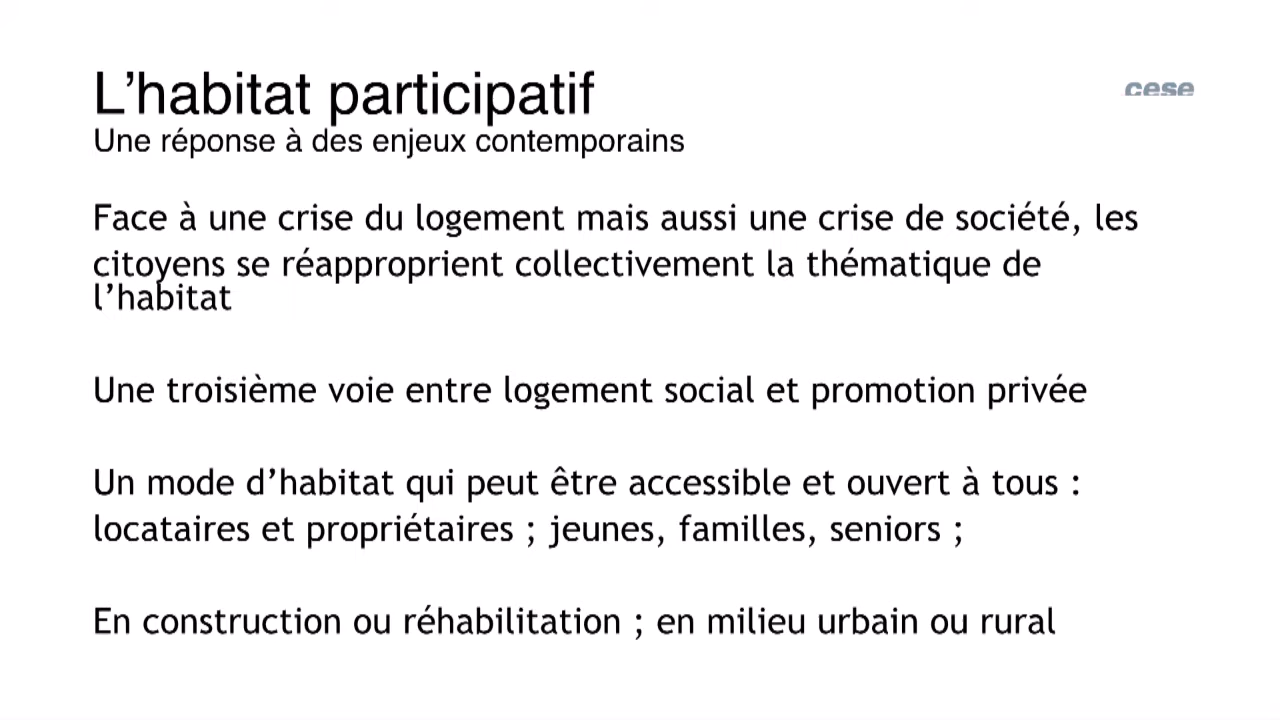 L'habitat participatif
cese
Une réponse à des enjeux contemporains
Face à une crise du logement mais aussi une crise de société, les
citoyens se réapproprient collectivement la thématique de
l'habitat
Une troisième voie entre logement social et promotion privée
Un mode d'habitat qui peut être accessible et ouvert à tous :
locataires et propriétaires ; jeunes, familles, seniors ;
En construction ou réhabilitation ; en milieu urbain ou rural